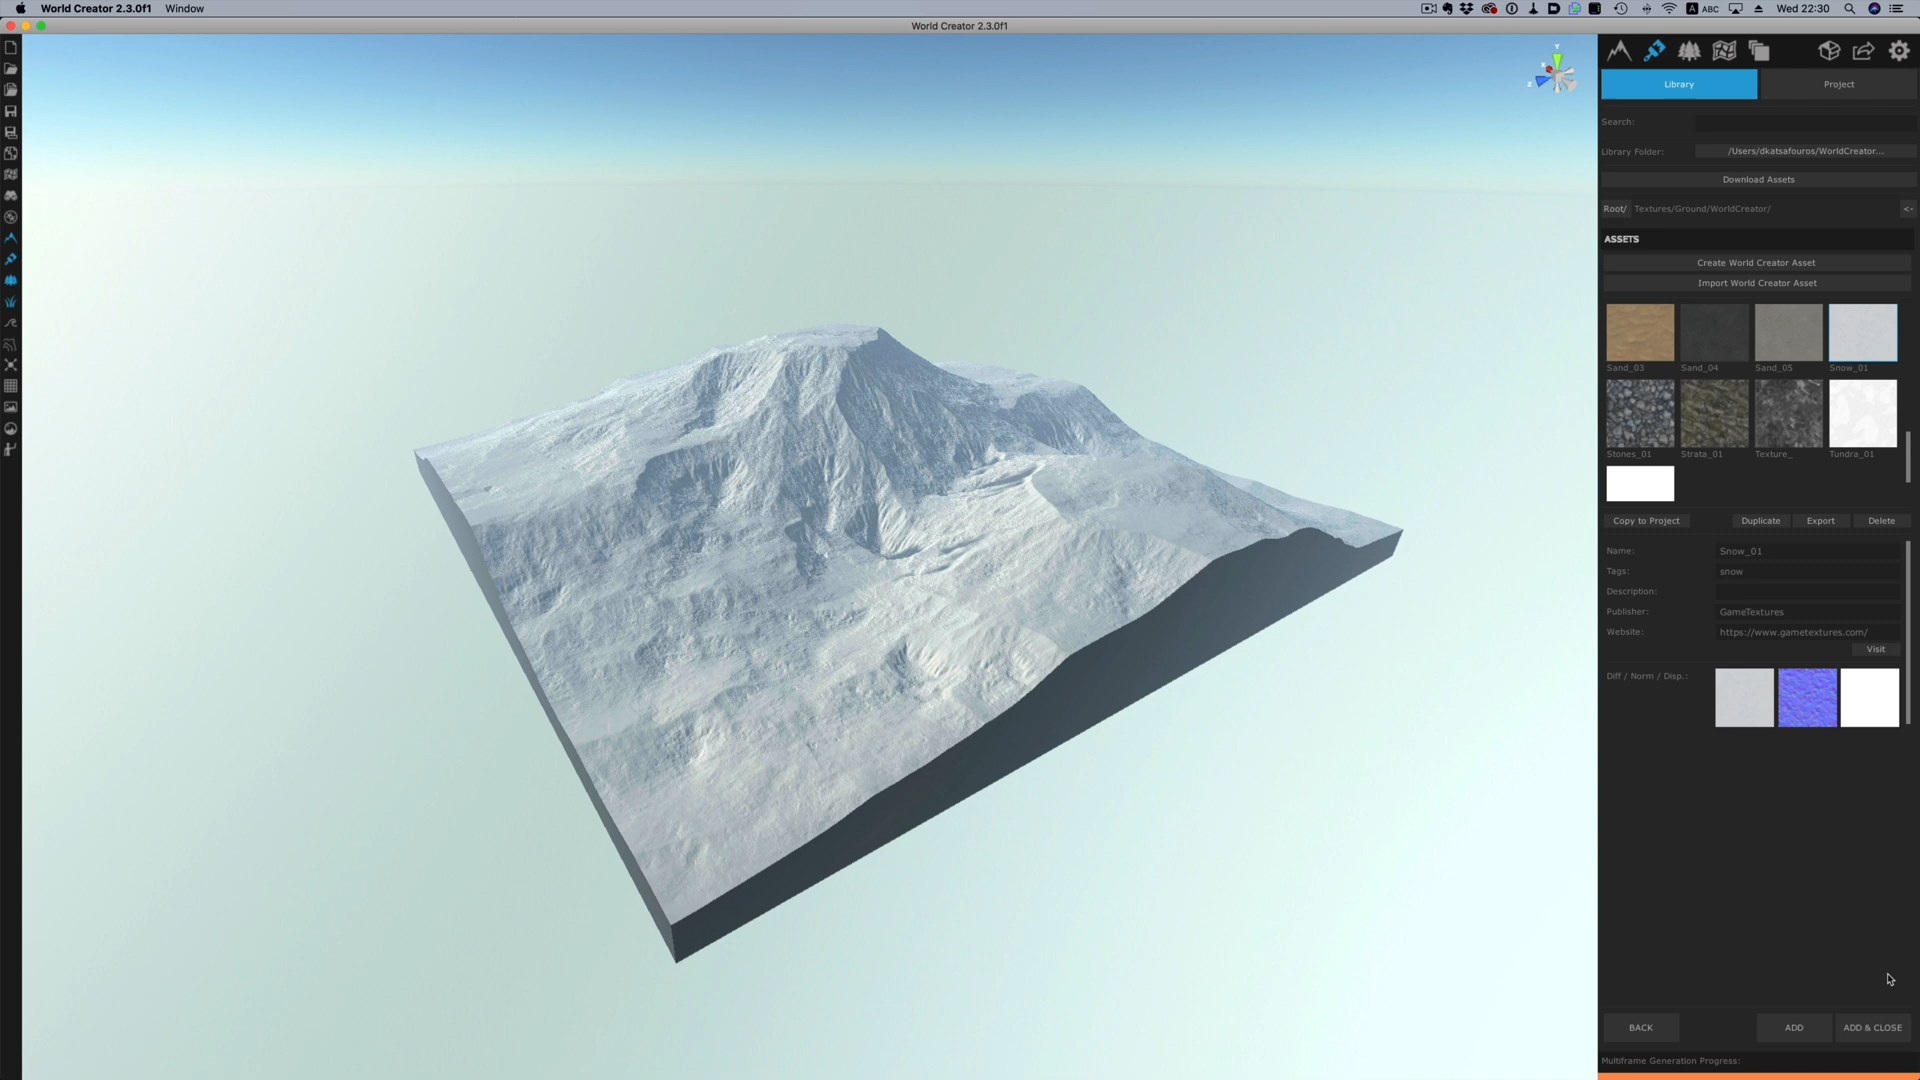 World Creator 2.3.0f1 Window
ABC Wed 22:30
World Creator 2.3.0f1
Y
X
Z
Library Project
Search:
Library Folder: /Users/dkatsafouros/WorldCreator...
Download Assets
Root/ Textures/Ground/WorldCreator/ <-
ASSETS
Create World Creator Asset
Import World Creator Asset
Sand_03 Sand_04 Sand_05 Snow_01
Stones_01 Strata_01 Texture_ Tundra_01
Copy to Project Duplicate Export Delete
Name: Snow_01
Tags: snow
Description:
Publisher: GameTextures
Website: https://www.gametextures.com/
Visit
Diff / Norm / Disp.:
BACK ADD ADD & CLOSE
Multiframe Generation Progress: